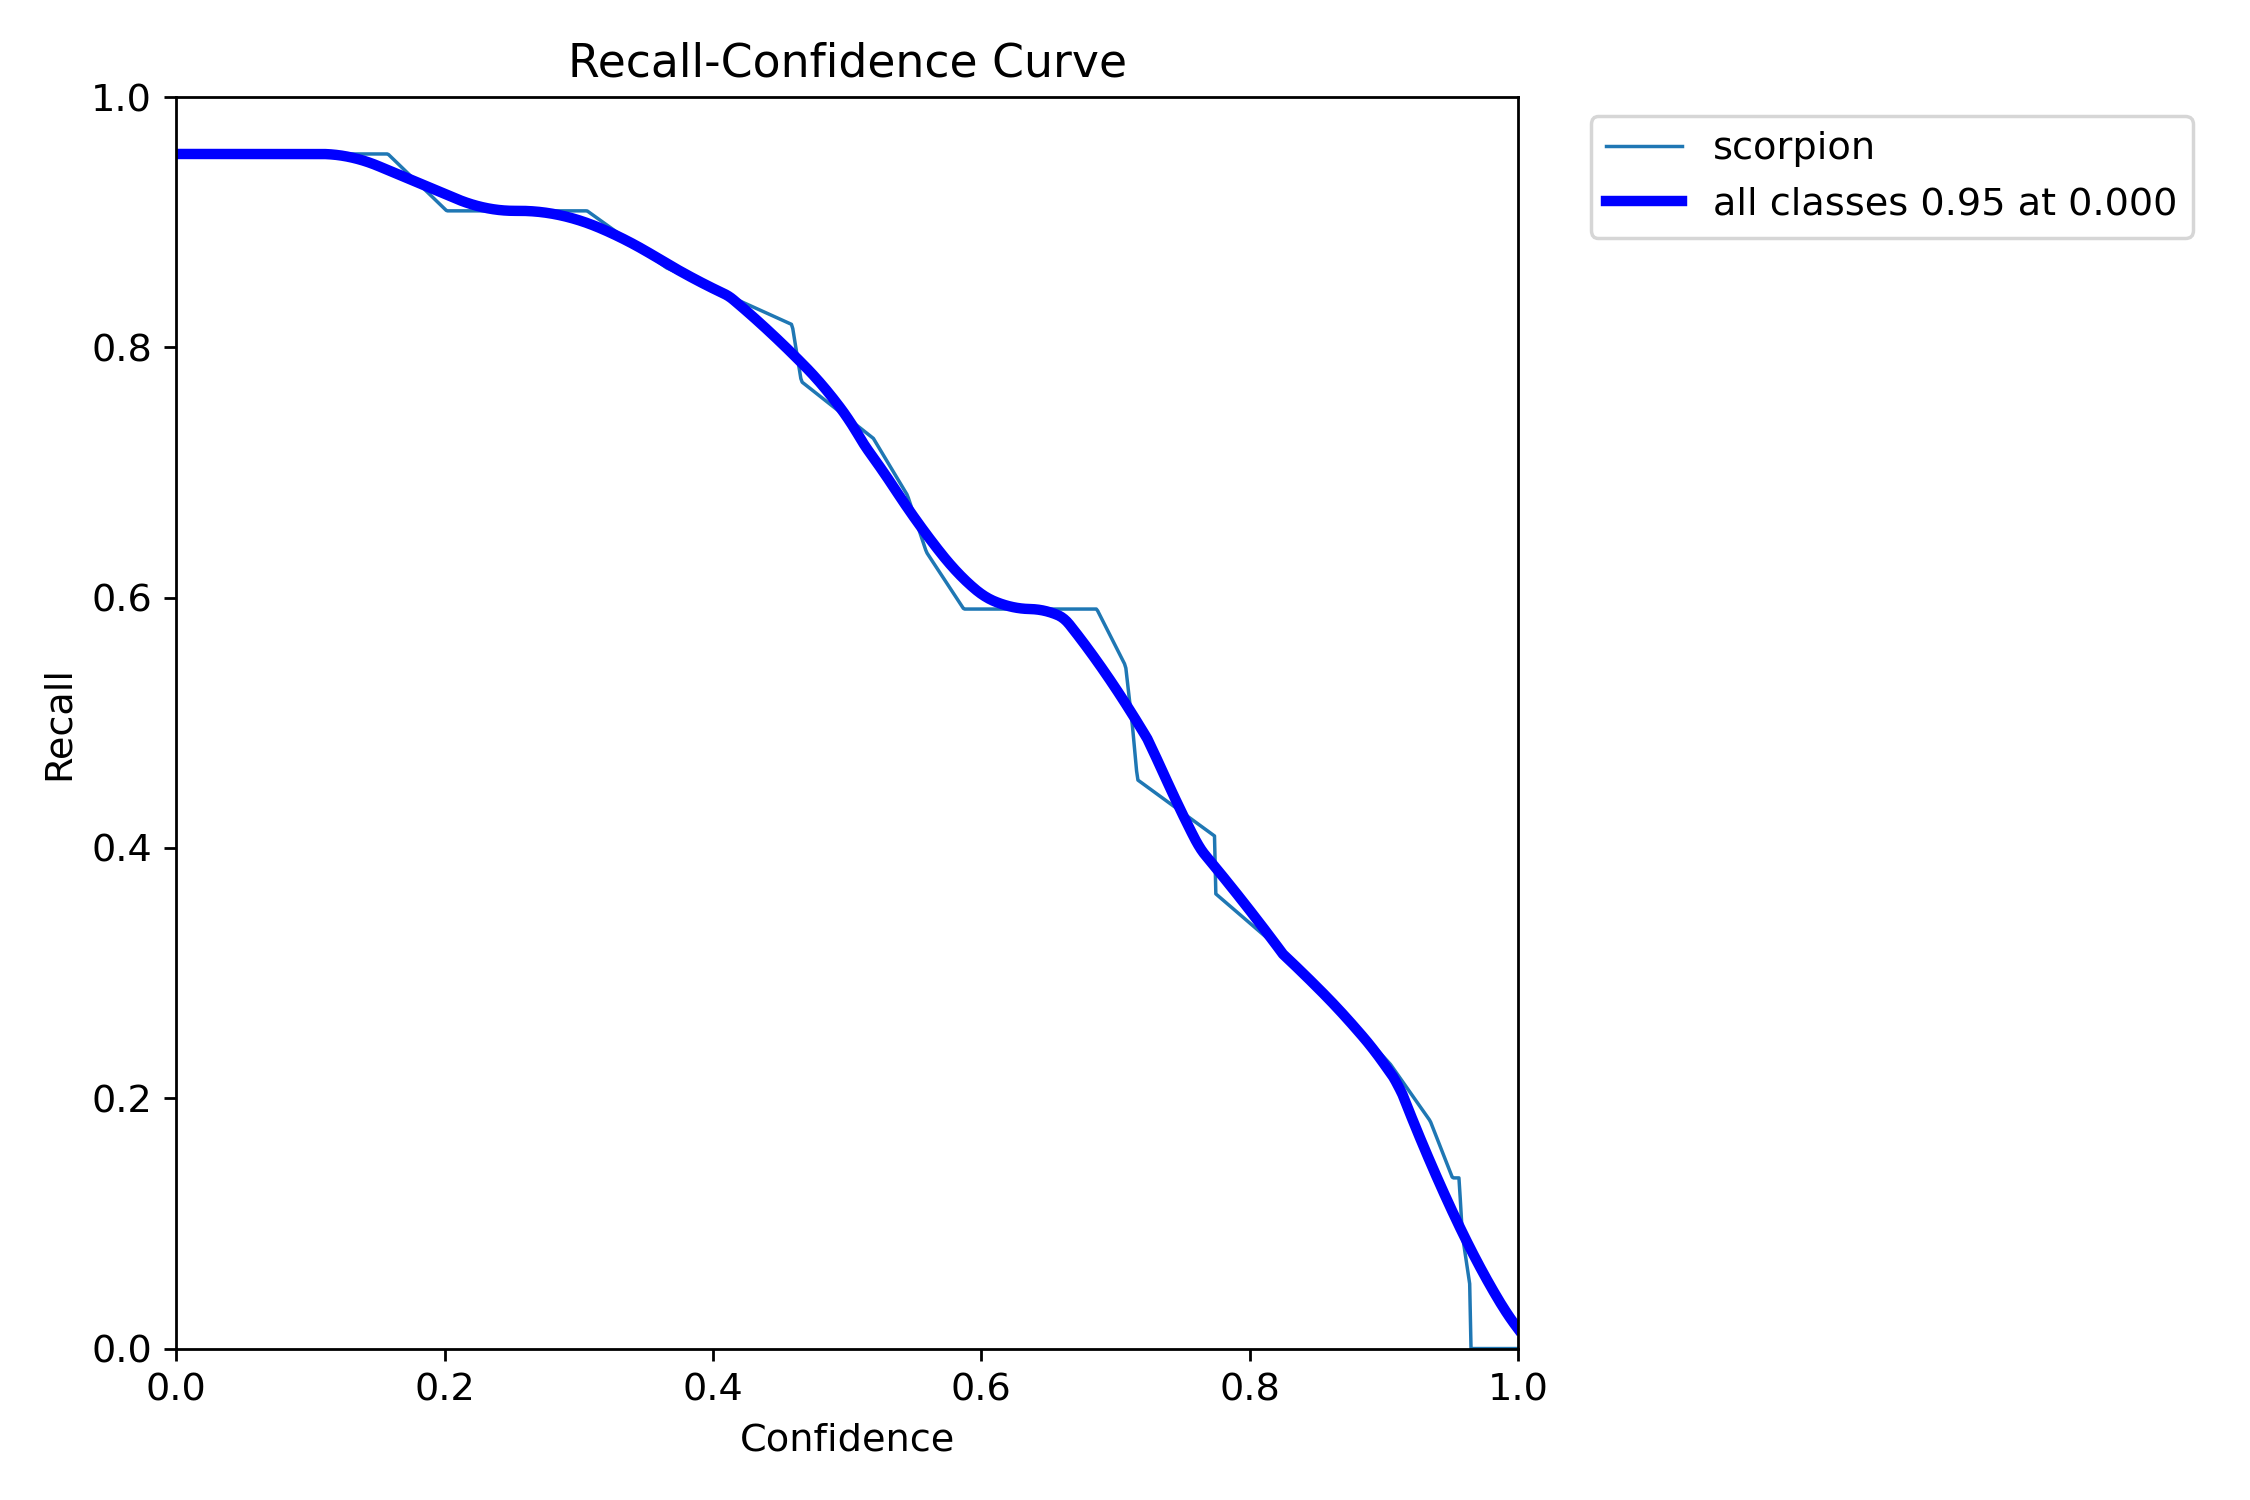 Recall-Confidence Curve
1.0
0.8
0.6
0.4
0.2
0.0
Recall
0.0 0.2 0.4 0.6 0.8 1.0
Confidence
scorpion
all classes 0.95 at 0.000